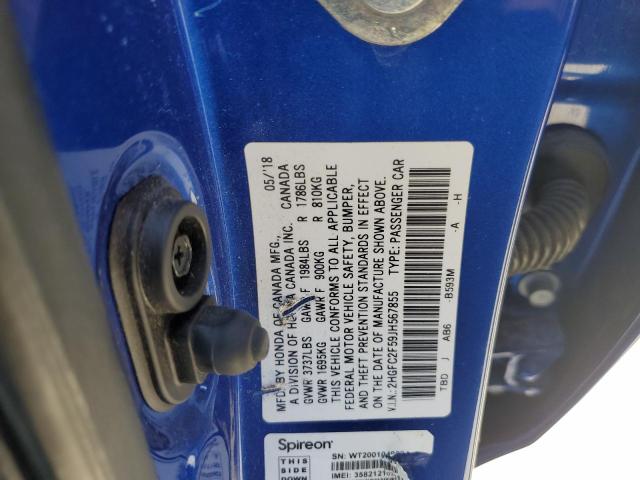 MFD. BY HONDA OF CANADA MFG., 05/'18
A DIVISION OF HONDA CANADA INC. CANADA
GVWR 3737LBS GAWR F 1984LBS R 1786LBS
GVWR 1695KG GAWR F 900KG R 810KG
THIS VEHICLE CONFORMS TO ALL APPLICABLE
FEDERAL MOTOR VEHICLE SAFETY, BUMPER,
AND THEFT PREVENTION STANDARDS IN EFFECT
ON THE DATE OF MANUFACTURE SHOWN ABOVE.
V.I.N.:2HGFC2F59JH567855 TYPE: PASSENGER CAR
TBD J AB6 -B593M -A -H
Spireon
THIS
SIDE
DOWN
SN:
IMEI: